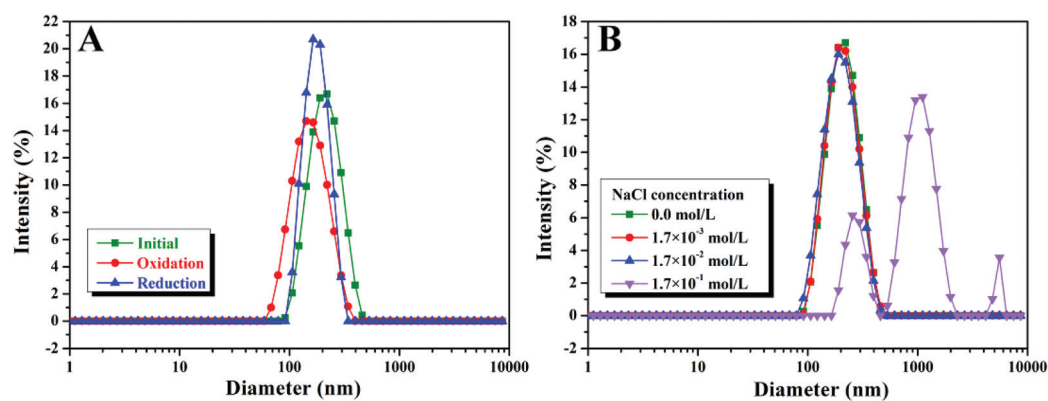 A
Intensity (%)
22
20
18
16
14
12
10
8
6
4
2
0
-2
Initial
Oxidation
Reduction
1
10
100
1000
10000
Diameter (nm)
B
Intensity (%)
18
16
14
12
10
8
6
4
2
0
-2
NaCl concentration
0.0 mol/L
1.7×10⁻³ mol/L
1.7×10⁻² mol/L
1.7×10⁻¹ mol/L
1
10
100
1000
10000
Diameter (nm)